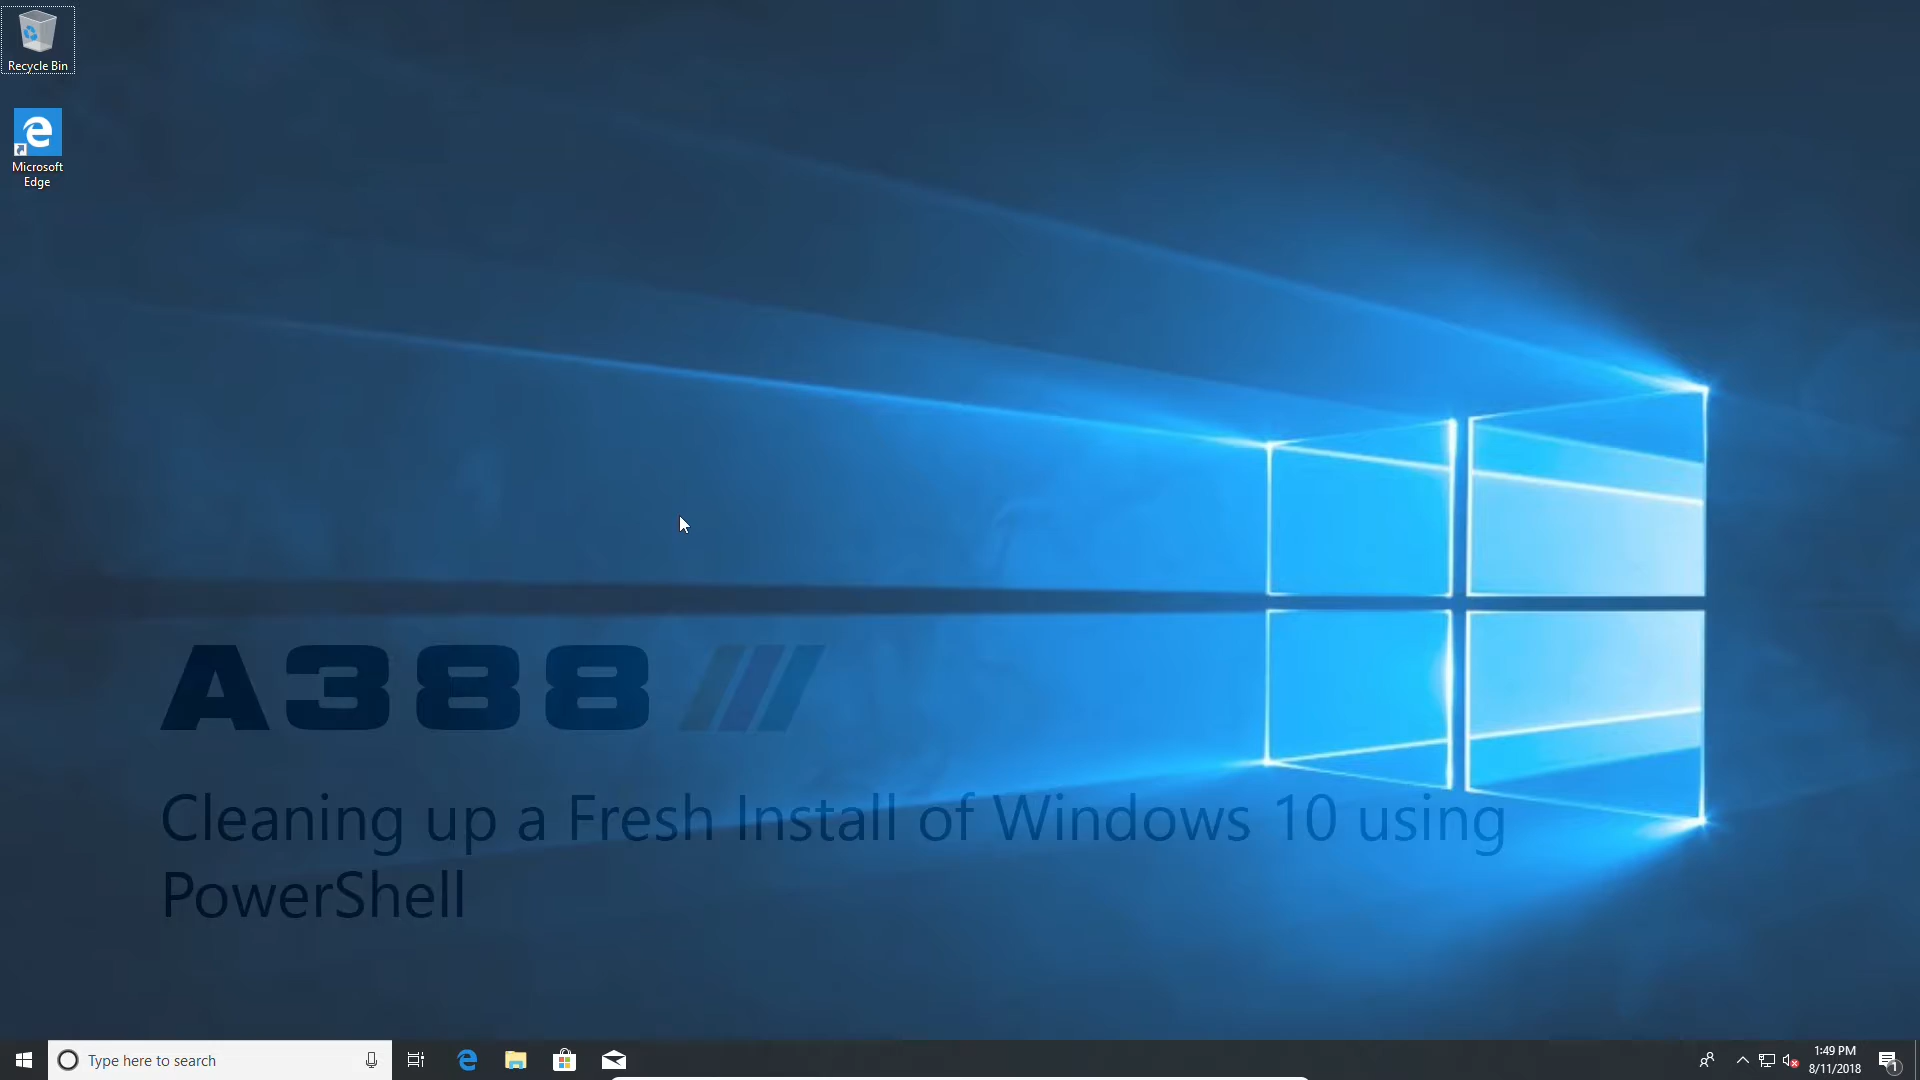 Recycle Bin
Microsoft
Edge
A388
Cleaning up a Fresh Install of Windows 10 using
PowerShell
Type here to search
1:49 PM
8/11/2018
1